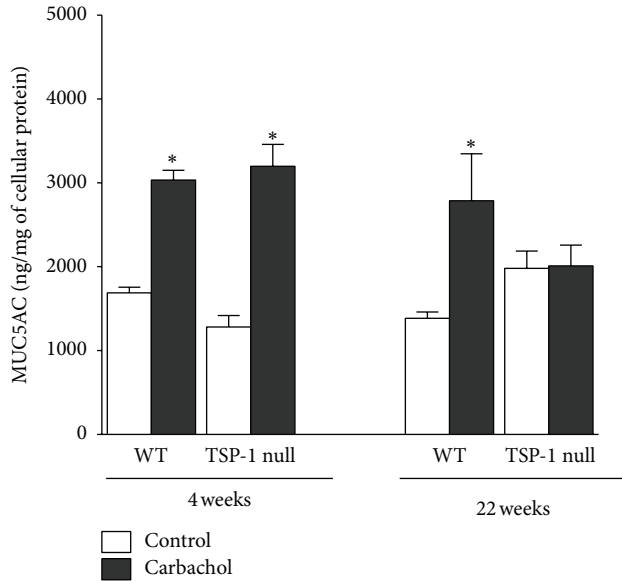 MUC5AC (ng/mg of cellular protein)
5000
4000
3000
2000
1000
0
*
*
*
WT
TSP-1 null
WT
TSP-1 null
4 weeks
22 weeks
Control
Carbachol